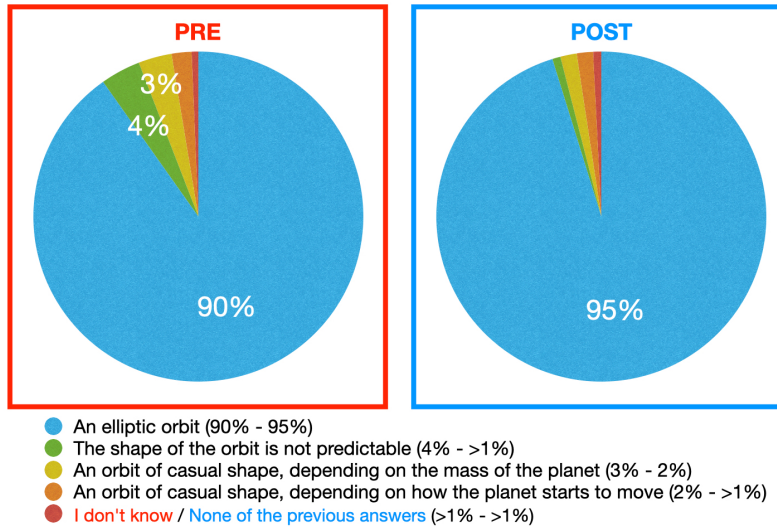 PRE
POST
3%
4%
90%
95%
An elliptic orbit (90% - 95%)
The shape of the orbit is not predictable (4% - >1%)
An orbit of casual shape, depending on the mass of the planet (3% - 2%)
An orbit of casual shape, depending on how the planet starts to move (2% - >1%)
I don't know / None of the previous answers (>1% - >1%)